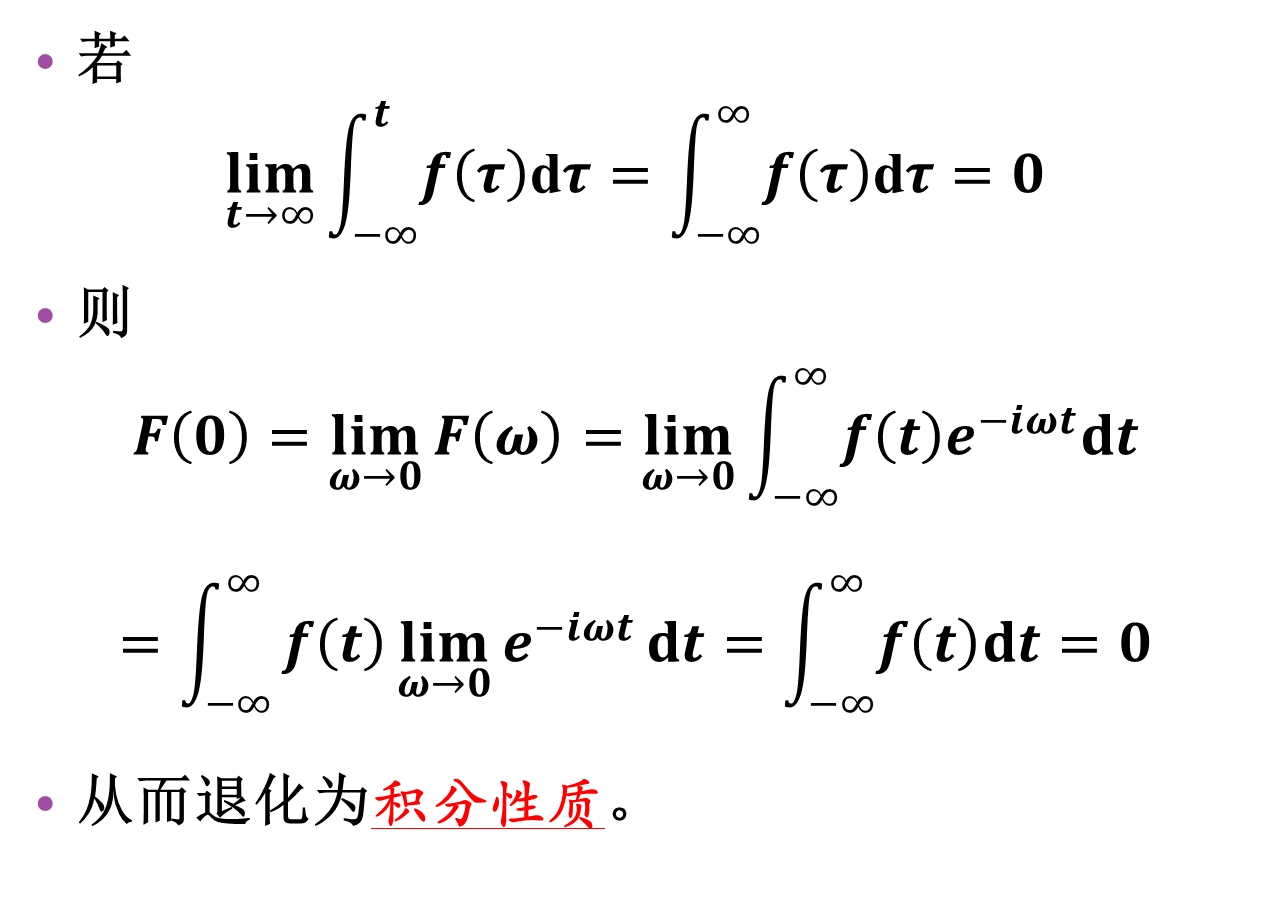 • 若
lim_{t→∞} ∫_{−∞}^{t} f(τ)dτ = ∫_{−∞}^{∞} f(τ)dτ = 0
• 则
F(0) = lim_{ω→0} F(ω) = lim_{ω→0} ∫_{−∞}^{∞} f(t)e^{−iωt}dt
= ∫_{−∞}^{∞} f(t) lim_{ω→0} e^{−iωt} dt = ∫_{−∞}^{∞} f(t)dt = 0
• 从而退化为积分性质。